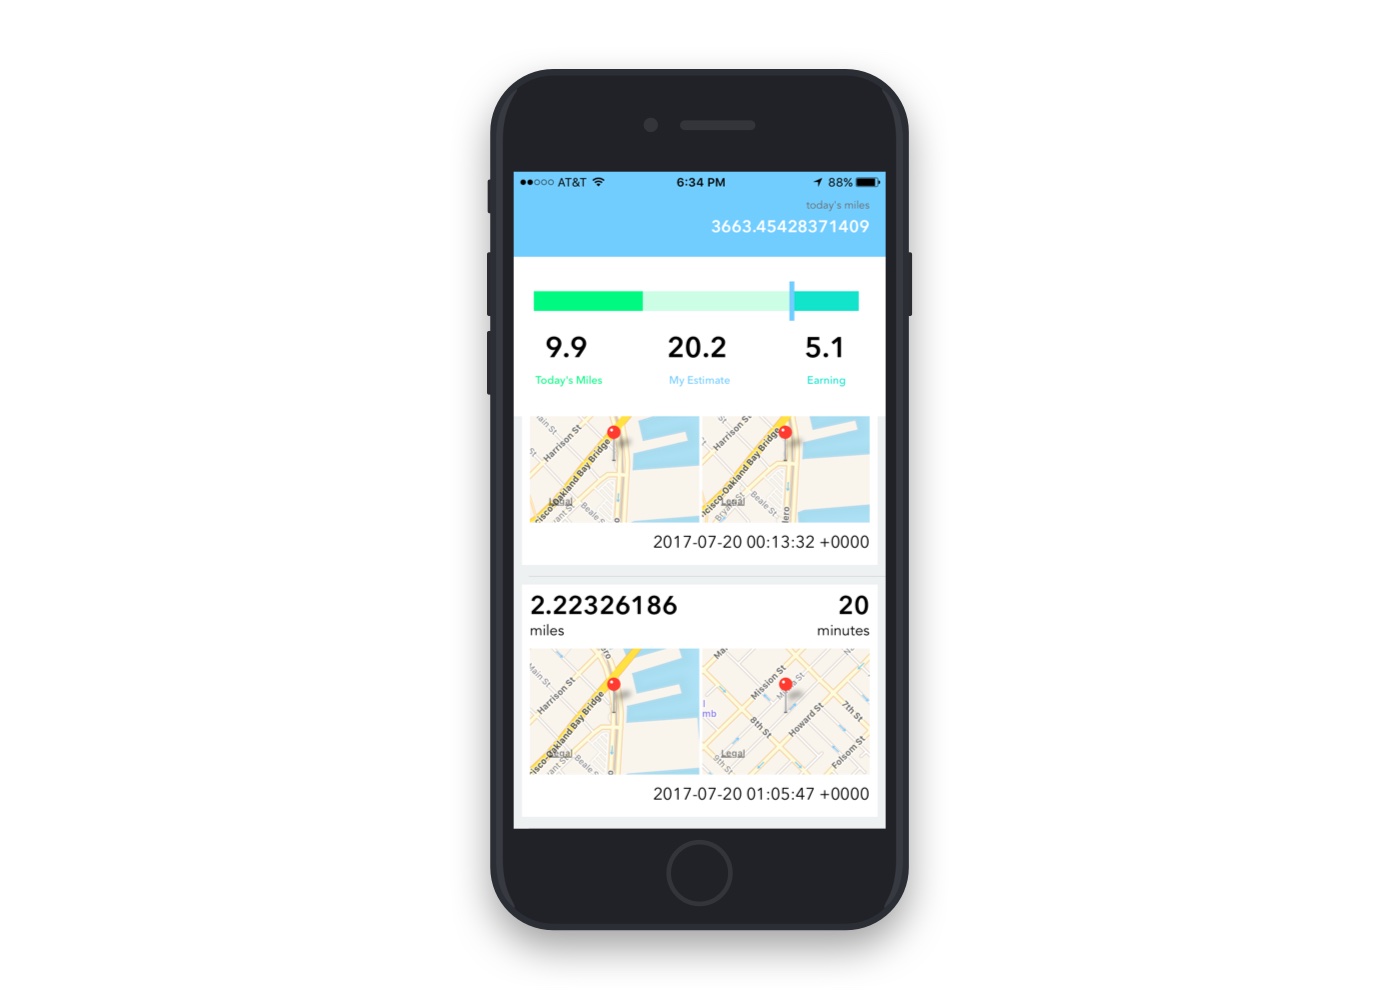 AT&T 6:34 PM 88%
today's miles
3663.45428371409
9.9 20.2 5.1
Today's Miles My Estimate Earning
Harrison St
Oakland Bay Bridge
Beale
Legal
Harrison St
cisco-Oakland Bay Bridge
Beale St
Legal
2017-07-20 00:13:32 +0000
2.22326186 20
miles minutes
Main St
Harrison St
isco-Oakland Bay Bridge
Beale
Legal
Mission St
7th St
8th St
Howard St
Folsom St
9th St
Legal
2017-07-20 01:05:47 +0000